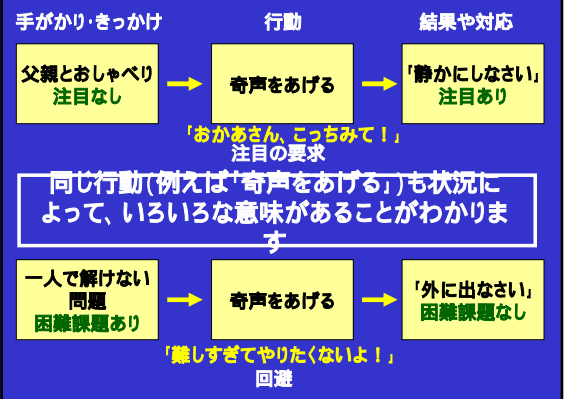 手がかり・きっかけ 行動 結果や対応
父親とおしゃべり
注目なし
奇声をあげる
「静かにしなさい」
注目あり
「おかあさん、こっちみて！」
注目の要求
同じ行動(例えば「奇声をあげる」)も状況に
よって、いろいろな意味があることがわかりま
す
一人で解けない
問題
困難課題あり
奇声をあげる
「外に出なさい」
困難課題なし
「難しすぎてやりたくないよ！」
回避